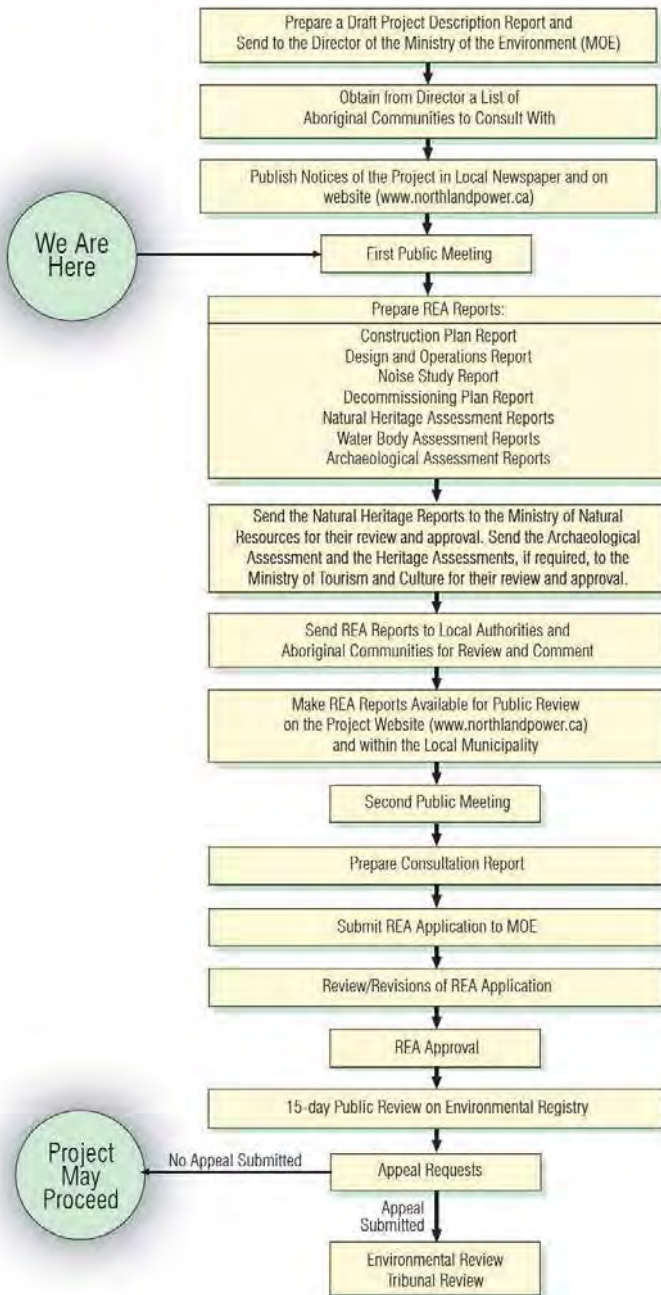 Prepare a Draft Project Description Report and
Send to the Director of the Ministry of the Environment (MOE)
Obtain from Director a List of
Aboriginal Communities to Consult With
Publish Notices of the Project in Local Newspaper and on
website (www.northlandpower.ca)
We Are
Here
First Public Meeting
Prepare REA Reports:
Construction Plan Report
Design and Operations Report
Noise Study Report
Decommissioning Plan Report
Natural Heritage Assessment Reports
Water Body Assessment Reports
Archaeological Assessment Reports
Send the Natural Heritage Reports to the Ministry of Natural
Resources for their review and approval. Send the Archaeological
Assessment and the Heritage Assessments, if required, to the
Ministry of Tourism and Culture for their review and approval.
Send REA Reports to Local Authorities and
Aboriginal Communities for Review and Comment
Make REA Reports Available for Public Review
on the Project Website (www.northlandpower.ca)
and within the Local Municipality
Second Public Meeting
Prepare Consultation Report
Submit REA Application to MOE
Review/Revisions of REA Application
REA Approval
15-day Public Review on Environmental Registry
Project
May
Proceed
No Appeal Submitted
Appeal Requests
Appeal
Submitted
Environmental Review
Tribunal Review